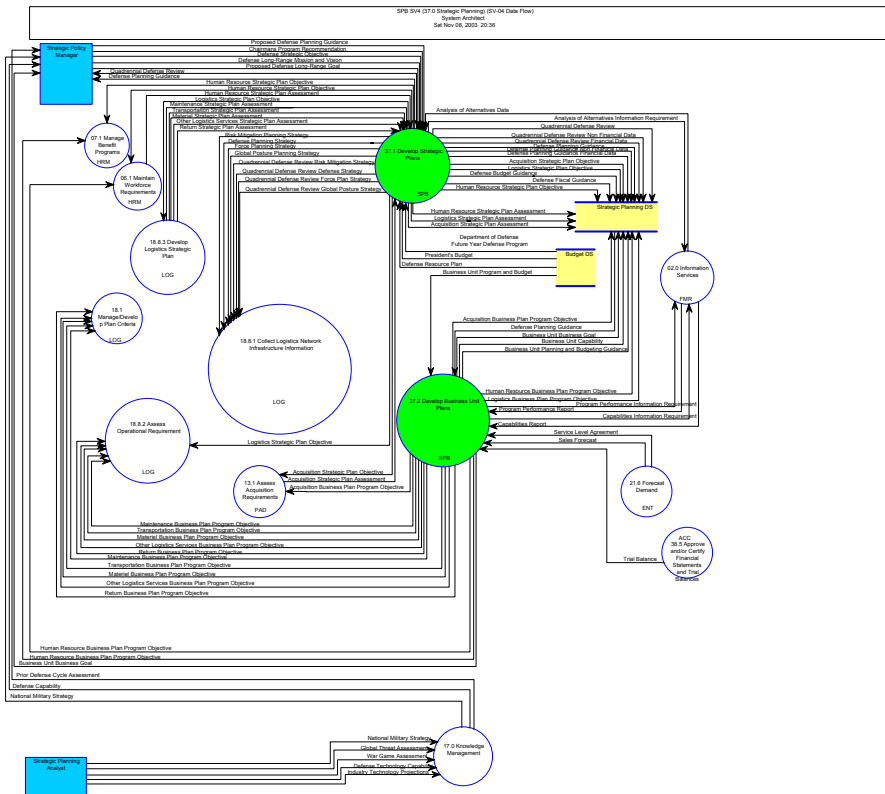 SPB SV4 (37.0 Strategic Planning) (SV-04 Data Flow)
System Architect
Sat Nov 08, 2003 20:36
Strategic Policy
Manager
Proposed Defense Planning Guidance
Chairmans Program Recommendation
Defense Strategic Objective
Defense Long-Range Mission and Vision
Proposed Defense Long-Range Goal
Quadrennial Defense Review
Defense Planning Guidance
Human Resource Strategic Plan Objective
Human Resource Strategic Plan Objective
Human Resource Strategic Plan Assessment
Logistics Strategic Plan Objective
Maintenance Strategic Plan Assessment
Transportation Strategic Plan Assessment
Materiel Strategic Plan Assessment
Other Logistics Services Strategic Plan Assessment
Return Strategic Plan Assessment
Risk Mitigation Planning Strategy
Defense Planning Strategy
Force Planning Strategy
Global Posture Planning Strategy
Quadrennial Defense Review Risk Mitigation Strategy
Quadrennial Defense Review Defense Strategy
Quadrennial Defense Review Force Plan Strategy
Quadrennial Defense Review Global Posture Strategy
07.1 Manage
Benefit
Programs
HRM
06.1 Maintain
Workforce
Requirements
HRM
18.8.3 Develop
Logistics Strategic
Plan
LOG
37.1 Develop Strategic
Plans
SPB
Analysis of Alternatives Data
Analysis of Alternatives Information Requirement
Quadrennial Defense Review
Quadrennial Defense Review Non Financial Data
Quadrennial Defense Review Financial Data
Defense Planning Guidance
Defense Planning Guidance Non Financial Data
Defense Planning Guidance Financial Data
Acquisition Strategic Plan Objective
Logistics Strategic Plan Objective
Defense Budget Guidance
Defense Fiscal Guidance
Human Resource Strategic Plan Objective
Strategic Planning DS
Human Resource Strategic Plan Assessment
Logistics Strategic Plan Assessment
Acquisition Strategic Plan Assessment
Department of Defense
Future Year Defense Program
President's Budget
Defense Resource Plan
Business Unit Program and Budget
Budget DS
02.0 Information
Services
FMR
18.1
Manage/Develo
p Plan Criteria
LOG
18.8.1 Collect Logistics Network
Infrastructure Information
LOG
Acquisition Business Plan Program Objective
Defense Planning Guidance
Business Unit Business Goal
Business Unit Capability
Business Unit Planning and Budgeting Guidance
37.2 Develop Business Unit
Plans
SPB
Human Resource Business Plan Program Objective
Logistics Business Plan Program Objective
Program Performance Information Requirement
Program Performance Report
Capabilities Information Requirement
Capabilities Report
Service Level Agreement
Sales Forecast
18.8.2 Assess
Operational Requirement
LOG
Logistics Strategic Plan Objective
13.1 Assess
Acquisition
Requirements
PAD
Acquisition Strategic Plan Objective
Acquisition Strategic Plan Assessment
Acquisition Business Plan Program Objective
21.6 Forecast
Demand
ENT
ACC
38.5 Approve
and/or Certify
Financial
Statements
and Trial
Balances
Trial Balance
Maintenance Business Plan Program Objective
Transportation Business Plan Program Objective
Materiel Business Plan Program Objective
Other Logistics Services Business Plan Program Objective
Return Business Plan Program Objective
Maintenance Business Plan Program Objective
Transportation Business Plan Program Objective
Materiel Business Plan Program Objective
Other Logistics Services Business Plan Program Objective
Return Business Plan Program Objective
Human Resource Business Plan Program Objective
Human Resource Business Plan Program Objective
Business Unit Business Goal
Prior Defense Cycle Assessment
Defense Capability
National Military Strategy
National Military Strategy
Global Threat Assessment
War Game Assessment
Defense Technology Capabili
Industry Technology Projections
17.0 Knowledge
Management
Strategic Planning
Analyst